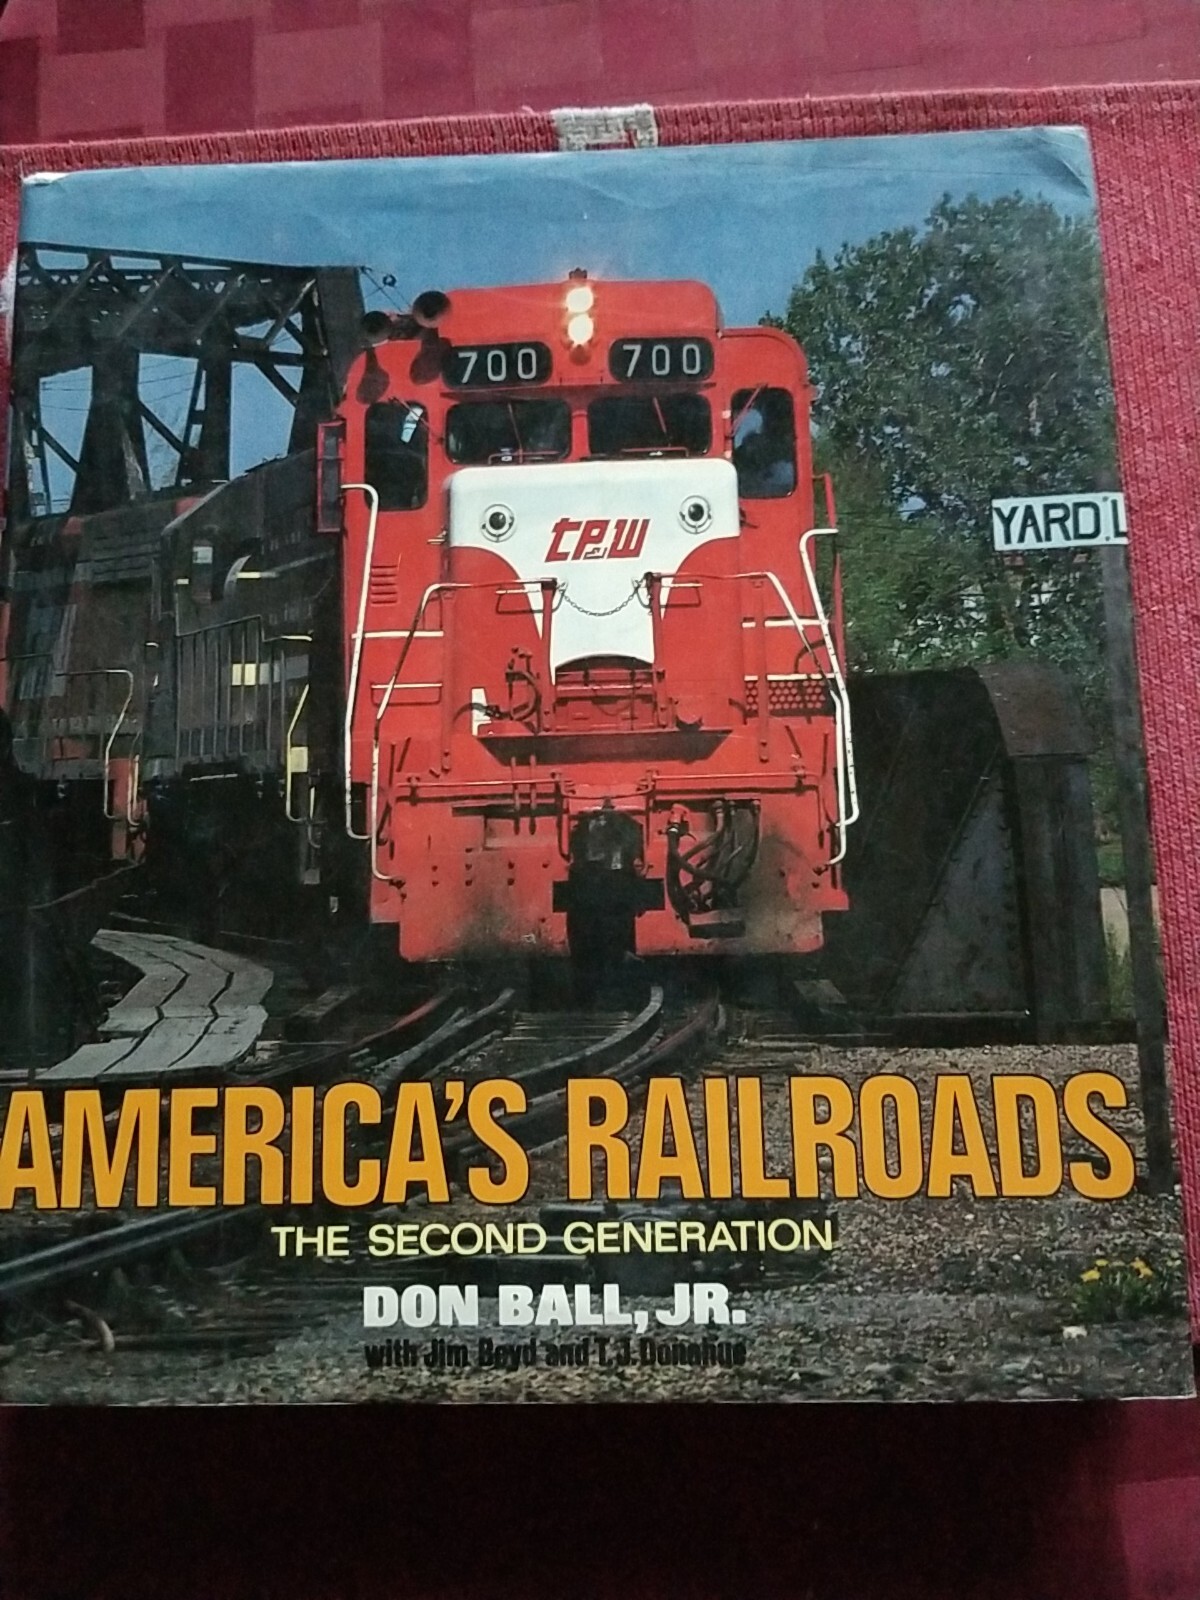 700 700
TP&W
YARD L
AMERICA'S RAILROADS
THE SECOND GENERATION
DON BALL, JR.
with Jim Boyd and T.J. Donahue